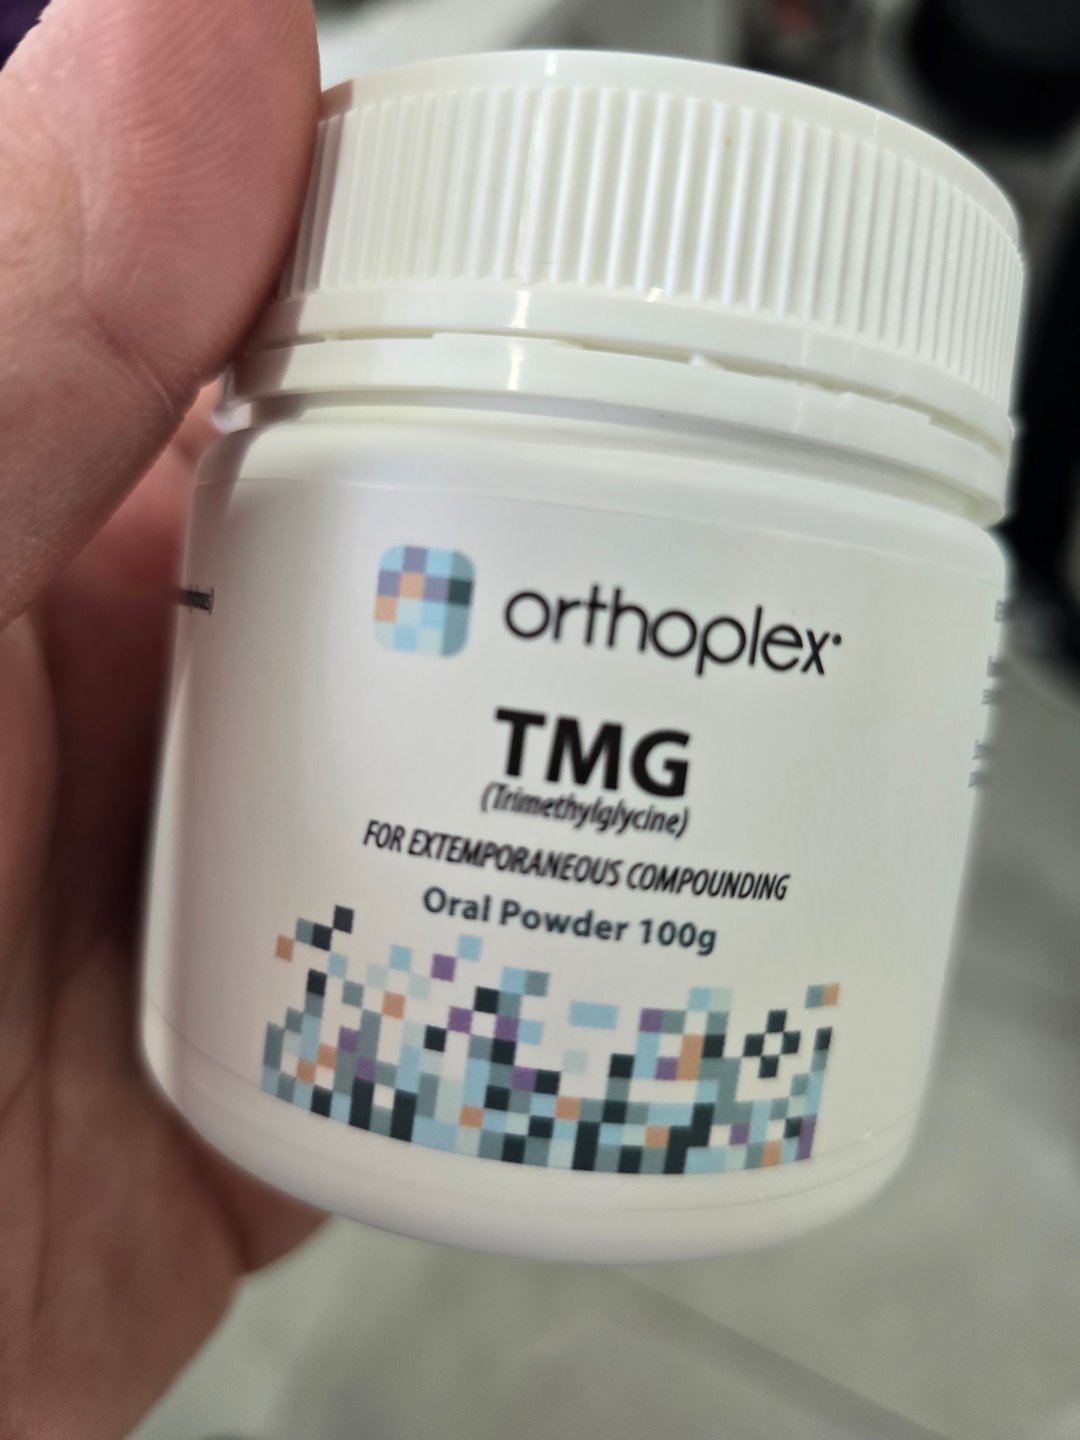 orthoplex
TMG
(Trimethylglycine)
FOR EXTEMPORANEOUS COMPOUNDING
Oral Powder 100g